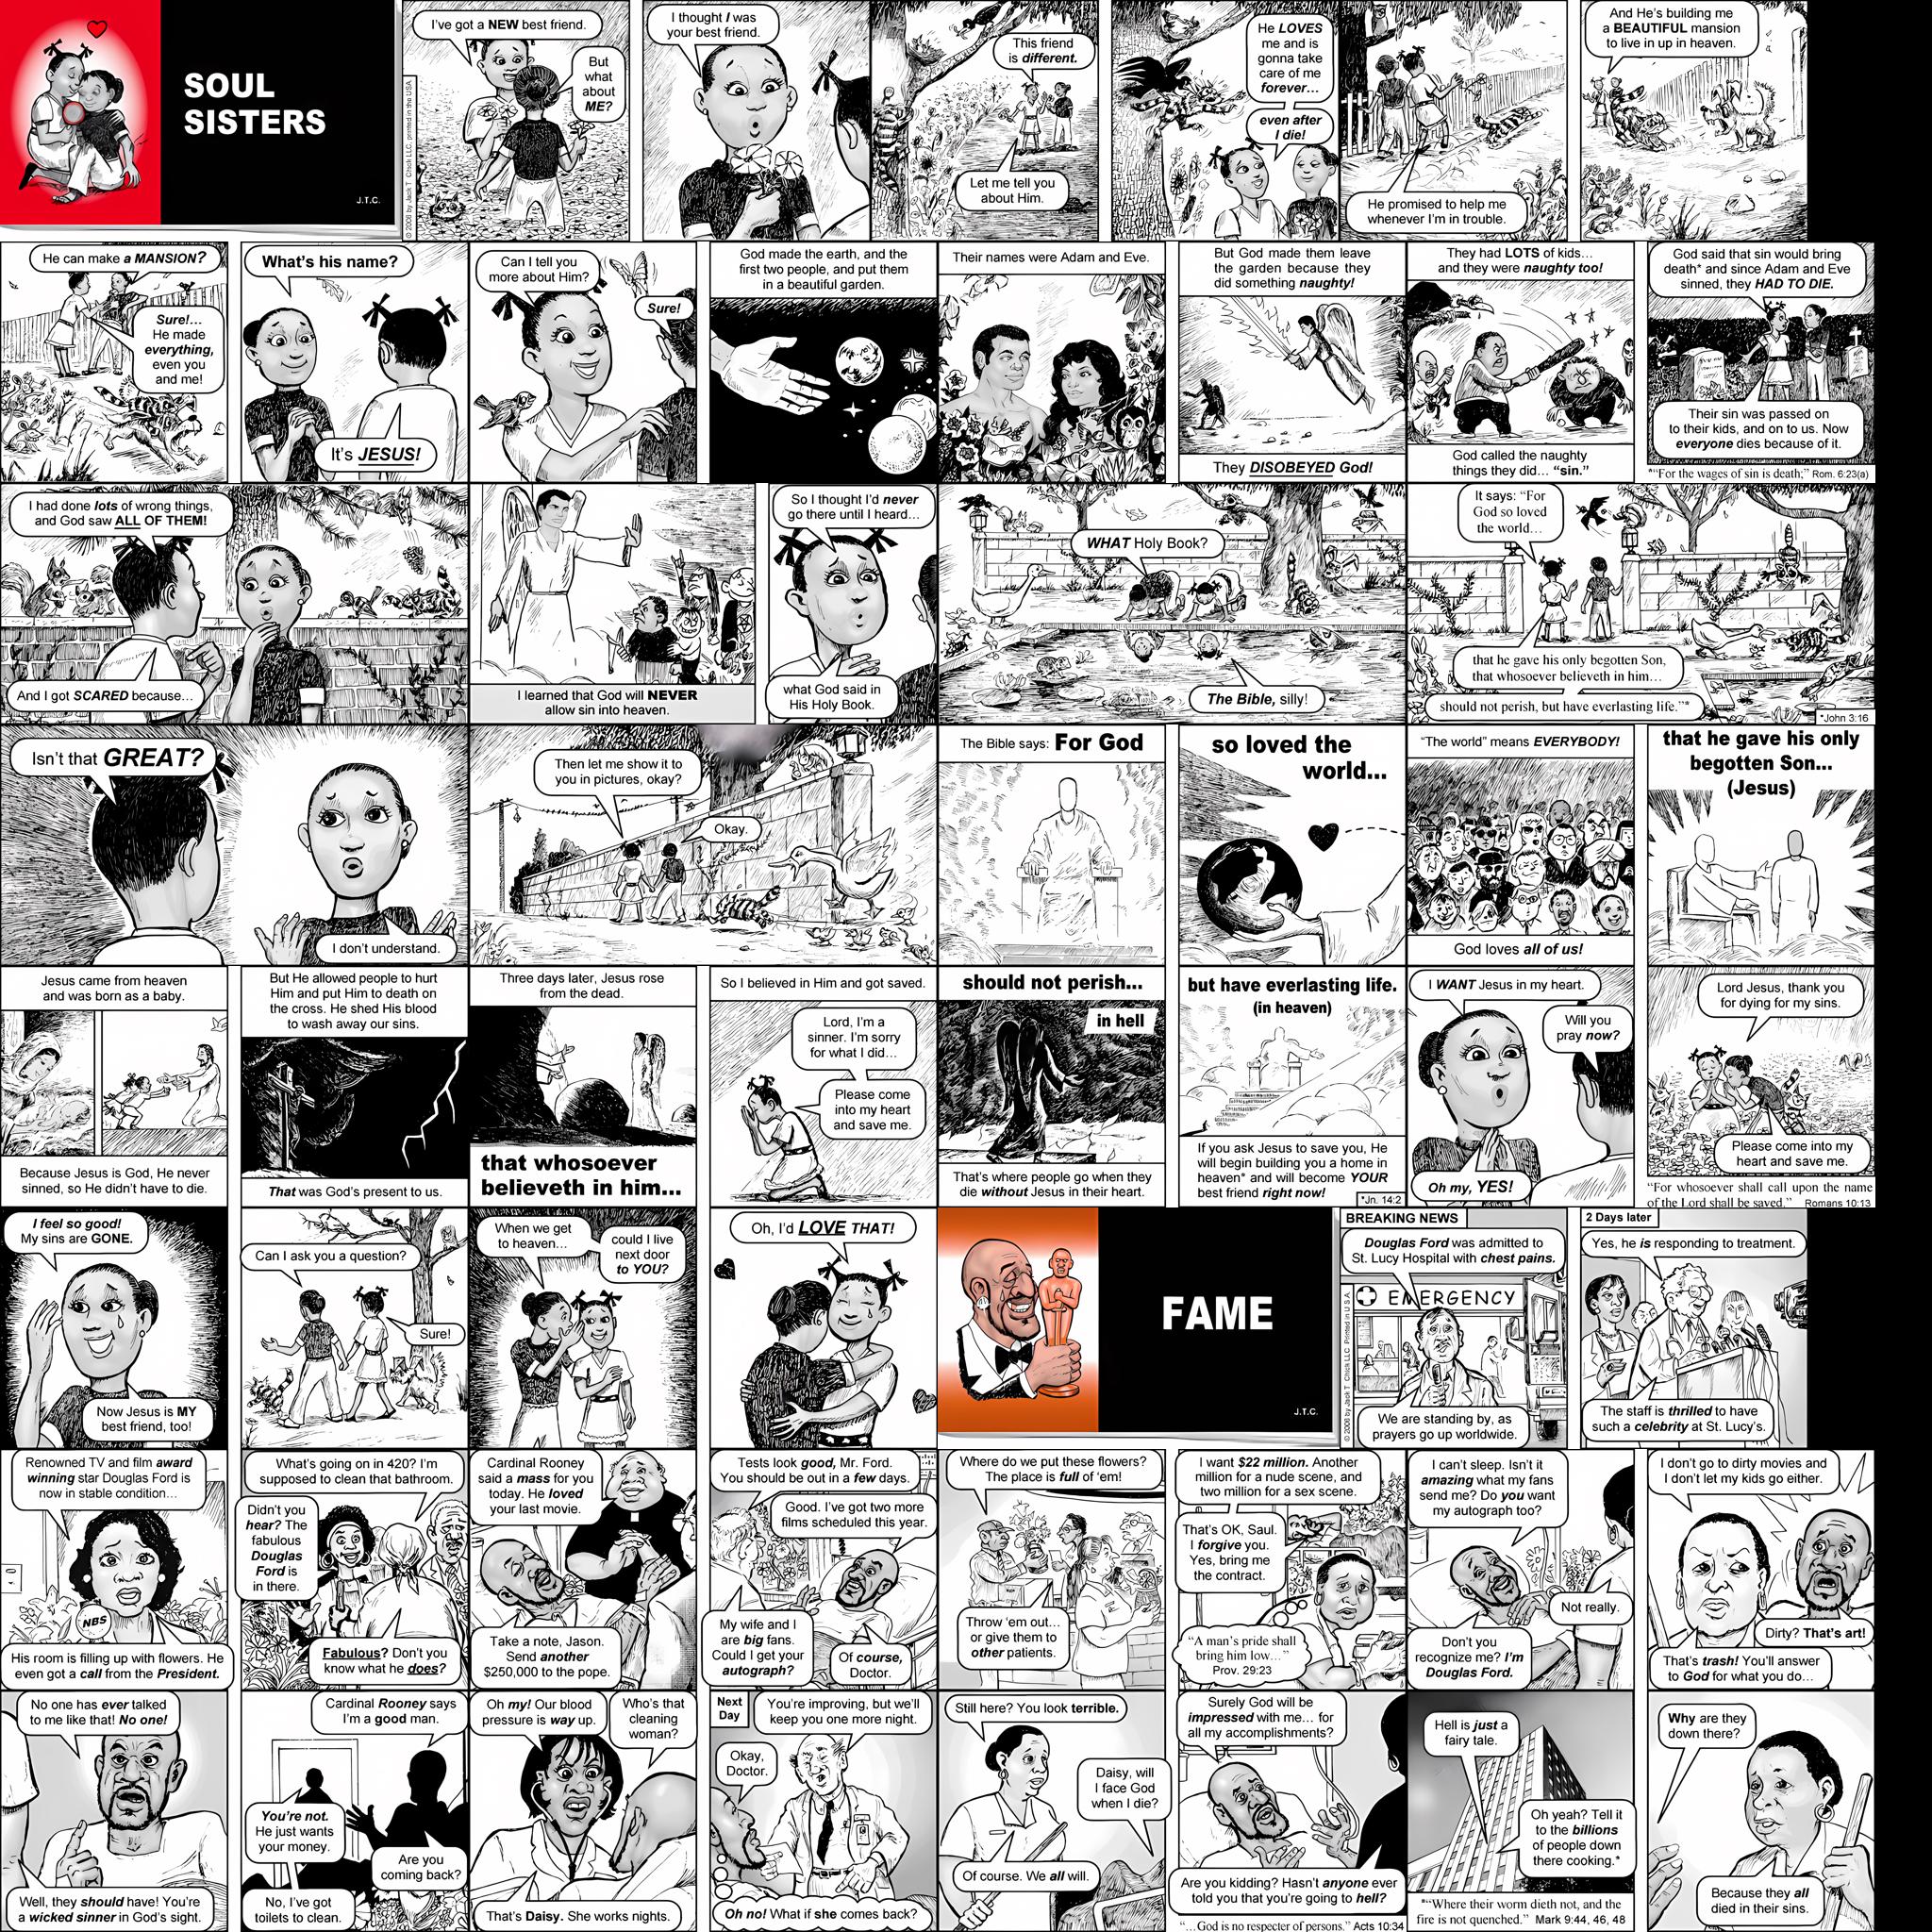 SOUL
SISTERS
J.T.C.
© 2008 by Jack T. Chick LLC. printed in the USA
I've got a NEW best friend.
But
what
about
ME?
I thought I was
your best friend.
This friend
is different.
Let me tell you
about Him.
He LOVES
me and is
gonna take
care of me
forever...
even after
I die!
He promised to help me
whenever I'm in trouble.
And He's building me
a BEAUTIFUL mansion
to live in up in heaven.
He can make a MANSION?
Sure!...
He made
everything,
even you
and me!
What's his name?
It's JESUS!
Can I tell you
more about Him?
Sure!
God made the earth, and the
first two people, and put them
in a beautiful garden.
Their names were Adam and Eve.
But God made them leave
the garden because they
did something naughty!
They DISOBEYED God!
They had LOTS of kids...
and they were naughty too!
God called the naughty
things they did... “sin.”
God said that sin would bring
death* and since Adam and Eve
sinned, they HAD TO DIE.
Their sin was passed on
to their kids, and on to us. Now
everyone dies because of it.
*“For the wages of sin is death;” Rom. 6:23(a)
I had done lots of wrong things,
and God saw ALL OF THEM!
And I got SCARED because...
I learned that God will NEVER
allow sin into heaven.
So I thought I'd never
go there until I heard...
what God said in
His Holy Book.
WHAT Holy Book?
The Bible, silly!
It says: “For
God so loved
the world...
that he gave his only begotten Son,
that whosoever believeth in him...
should not perish, but have everlasting life.”*
*John 3:16
Isn't that GREAT?
I don't understand.
Then let me show it to
you in pictures, okay?
Okay.
The Bible says: For God
so loved the
world...
“The world” means EVERYBODY!
God loves all of us!
that he gave his only
begotten Son...
(Jesus)
Jesus came from heaven
and was born as a baby.
Because Jesus is God, He never
sinned, so He didn't have to die.
But He allowed people to hurt
Him and put Him to death on
the cross. He shed His blood
to wash away our sins.
That was God's present to us.
Three days later, Jesus rose
from the dead.
that whosoever
believeth in him...
So I believed in Him and got saved.
Lord, I'm a
sinner. I'm sorry
for what I did...
Please come
into my heart
and save me.
should not perish...
in hell
That's where people go when they
die without Jesus in their heart.
but have everlasting life.
(in heaven)
If you ask Jesus to save you, He
will begin building you a home in
heaven* and will become YOUR
best friend right now!
*Jn. 14:2
I WANT Jesus in my heart.
Will you
pray now?
Oh my, YES!
Lord Jesus, thank you
for dying for my sins.
Please come into my
heart and save me.
“For whosoever shall call upon the name
of the Lord shall be saved.” Romans 10:13
I feel so good!
My sins are GONE.
Now Jesus is MY
best friend, too!
Can I ask you a question?
Sure!
When we get
to heaven...
could I live
next door
to YOU?
Oh, I'd LOVE THAT!
FAME
J.T.C.
© 2008 by Jack T. Chick LLC. Printed in U.S.A.
BREAKING NEWS
Douglas Ford was admitted to
St. Lucy Hospital with chest pains.
EMERGENCY
We are standing by, as
prayers go up worldwide.
2 Days later
Yes, he is responding to treatment.
The staff is thrilled to have
such a celebrity at St. Lucy's.
Renowned TV and film award
winning star Douglas Ford is
now in stable condition...
NBS
His room is filling up with flowers. He
even got a call from the President.
What's going on in 420? I'm
supposed to clean that bathroom.
Didn't you
hear? The
fabulous
Douglas
Ford is
in there.
Fabulous? Don't you
know what he does?
Cardinal Rooney
said a mass for you
today. He loved
your last movie.
Take a note, Jason.
Send another
$250,000 to the pope.
Tests look good, Mr. Ford.
You should be out in a few days.
Good. I've got two more
films scheduled this year.
My wife and I
are big fans.
Could I get your
autograph?
Of course,
Doctor.
Where do we put these flowers?
The place is full of 'em!
Throw 'em out...
or give them to
other patients.
I want $22 million. Another
million for a nude scene, and
two million for a sex scene.
That's OK, Saul.
I forgive you.
Yes, bring me
the contract.
“A man's pride shall
bring him low...”
Prov. 29:23
I can't sleep. Isn't it
amazing what my fans
send me? Do you want
my autograph too?
Not really.
Don't you
recognize me? I'm
Douglas Ford.
I don't go to dirty movies and
I don't let my kids go either.
Dirty? That's art!
That's trash! You'll answer
to God for what you do...
No one has ever talked
to me like that! No one!
Well, they should have! You're
a wicked sinner in God's sight.
Cardinal Rooney says
I'm a good man.
You're not.
He just wants
your money.
Are you
coming back?
No, I've got
toilets to clean.
Oh my! Our blood
pressure is way up.
Who's that
cleaning
woman?
That's Daisy. She works nights.
Next
Day
You're improving, but we'll
keep you one more night.
Okay,
Doctor.
Oh no! What if she comes back?
Still here? You look terrible.
Daisy, will
I face God
when I die?
Of course. We all will.
Surely God will be
impressed with me... for
all my accomplishments?
Are you kidding? Hasn't anyone ever
told you that you're going to hell?
“...God is no respecter of persons.” Acts 10:34
Hell is just a
fairy tale.
Oh yeah? Tell it
to the billions
of people down
there cooking.*
*“Where their worm dieth not, and the
fire is not quenched.” Mark 9:44, 46, 48
Why are they
down there?
Because they all
died in their sins.